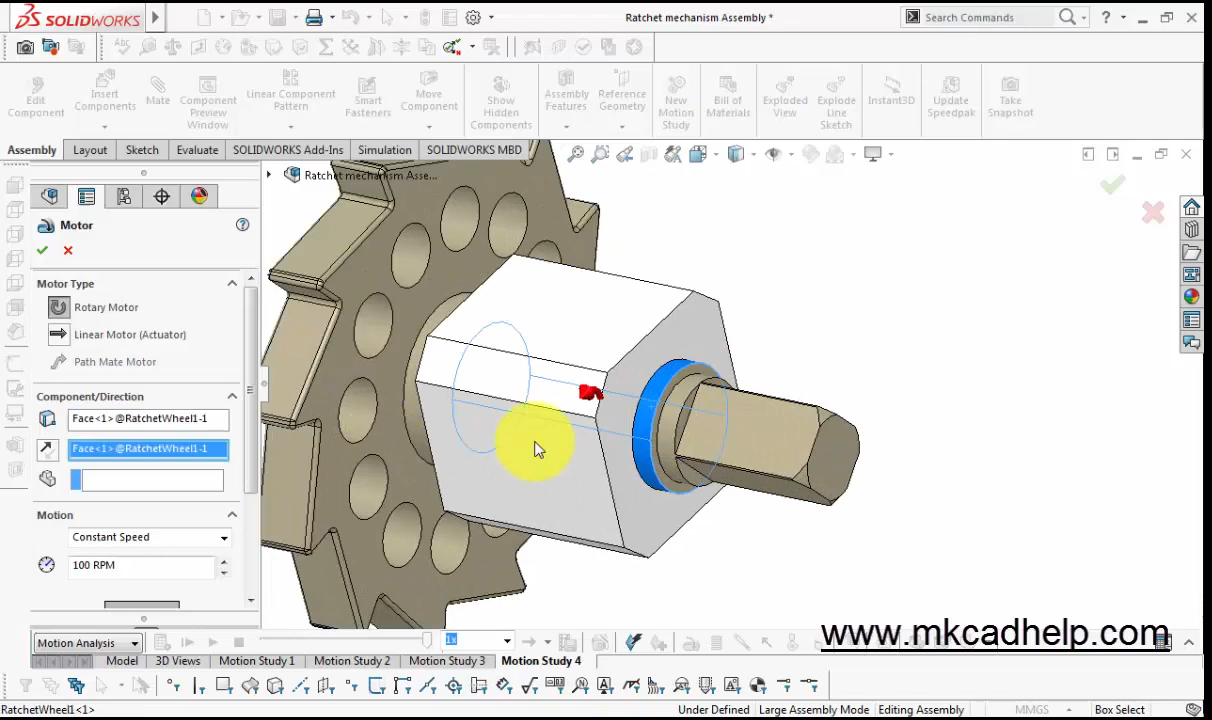 SOLIDWORKS
Ratchet mechanism Assembly *
Search Commands
Edit Component
Insert Components
Mate
Component Preview Window
Linear Component Pattern
Smart Fasteners
Move Component
Show Hidden Components
Assembly Features
Reference Geometry
New Motion Study
Bill of Materials
Exploded View
Explode Line Sketch
Instant3D
Update Speedpak
Take Snapshot
Assembly Layout Sketch Evaluate SOLIDWORKS Add-Ins Simulation SOLIDWORKS MBD
Ratchet mechanism Asse...
Motor
Motor Type
Rotary Motor
Linear Motor (Actuator)
Path Mate Motor
Component/Direction
Face<1>@RatchetWheel1-1
Face<1>@RatchetWheel1-1
Motion
Constant Speed
100 RPM
Motion Analysis
1x
www.mkcadhelp.com
Model 3D Views Motion Study 1 Motion Study 2 Motion Study 3 Motion Study 4
RatchetWheel1<1>
Under Defined Large Assembly Mode Editing Assembly MMGS Box Select